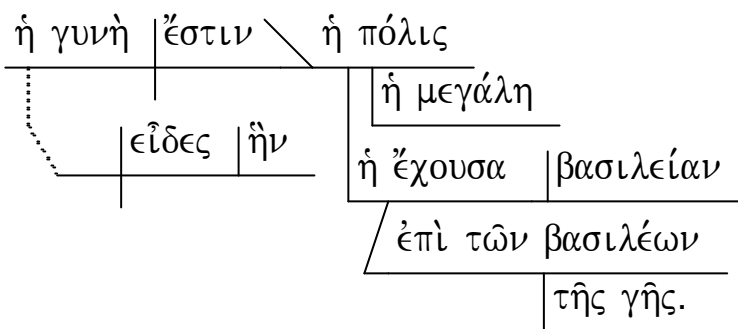 ἡ γυνὴ ἔστιν ἡ πόλις
ἡ μεγάλη
εἶδες ἣν
ἡ ἔχουσα βασιλείαν
ἐπὶ τῶν βασιλέων
τῆς γῆς.